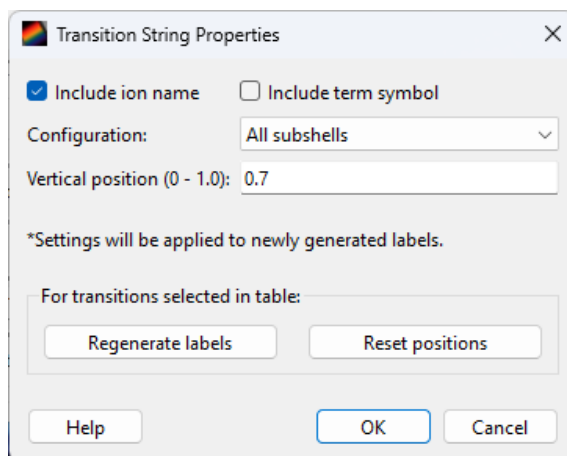 Transition String Properties
Include ion name Include term symbol
Configuration: All subshells
Vertical position (0 - 1.0): 0.7
*Settings will be applied to newly generated labels.
For transitions selected in table:
Regenerate labels Reset positions
Help OK Cancel